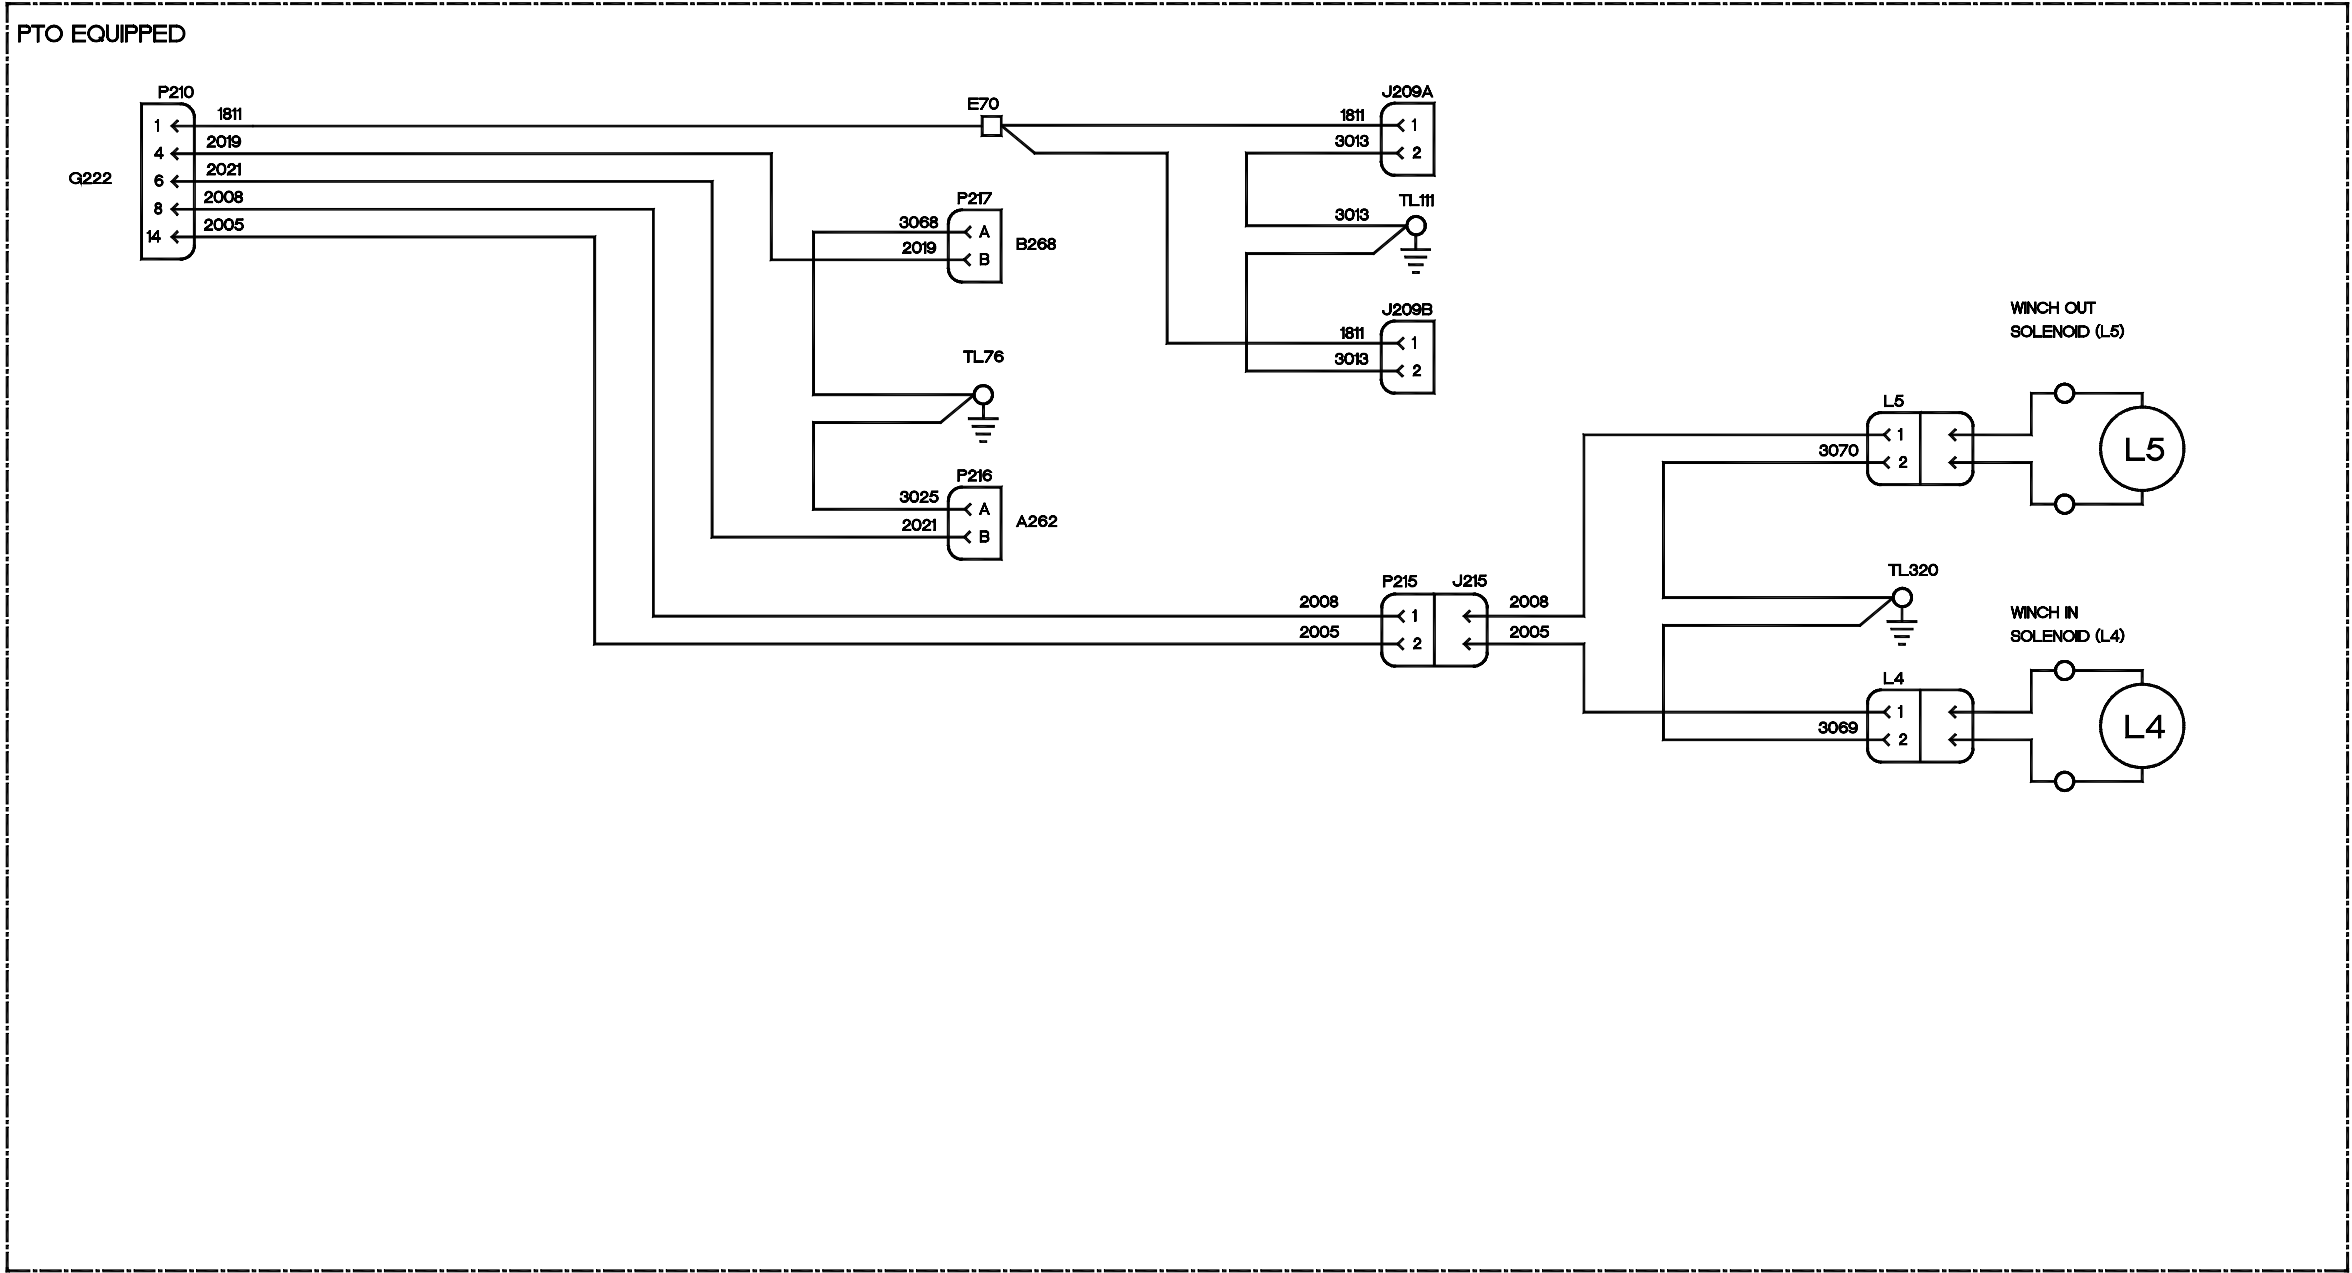 PTO EQUIPPED
P210
G222
1 1811
4 2019
6 2021
8 2008
14 2005
E70
J209A
1811 1
3013 2
TL111
3013
P217
3068 A
2019 B
B268
J209B
1811 1
3013 2
TL76
P216
3025 A
2021 B
A262
P215 J215
2008 1 2008
2005 2 2005
WINCH OUT
SOLENOID (L5)
L5
1
3070 2
L5
TL320
WINCH IN
SOLENOID (L4)
L4
1
3069 2
L4